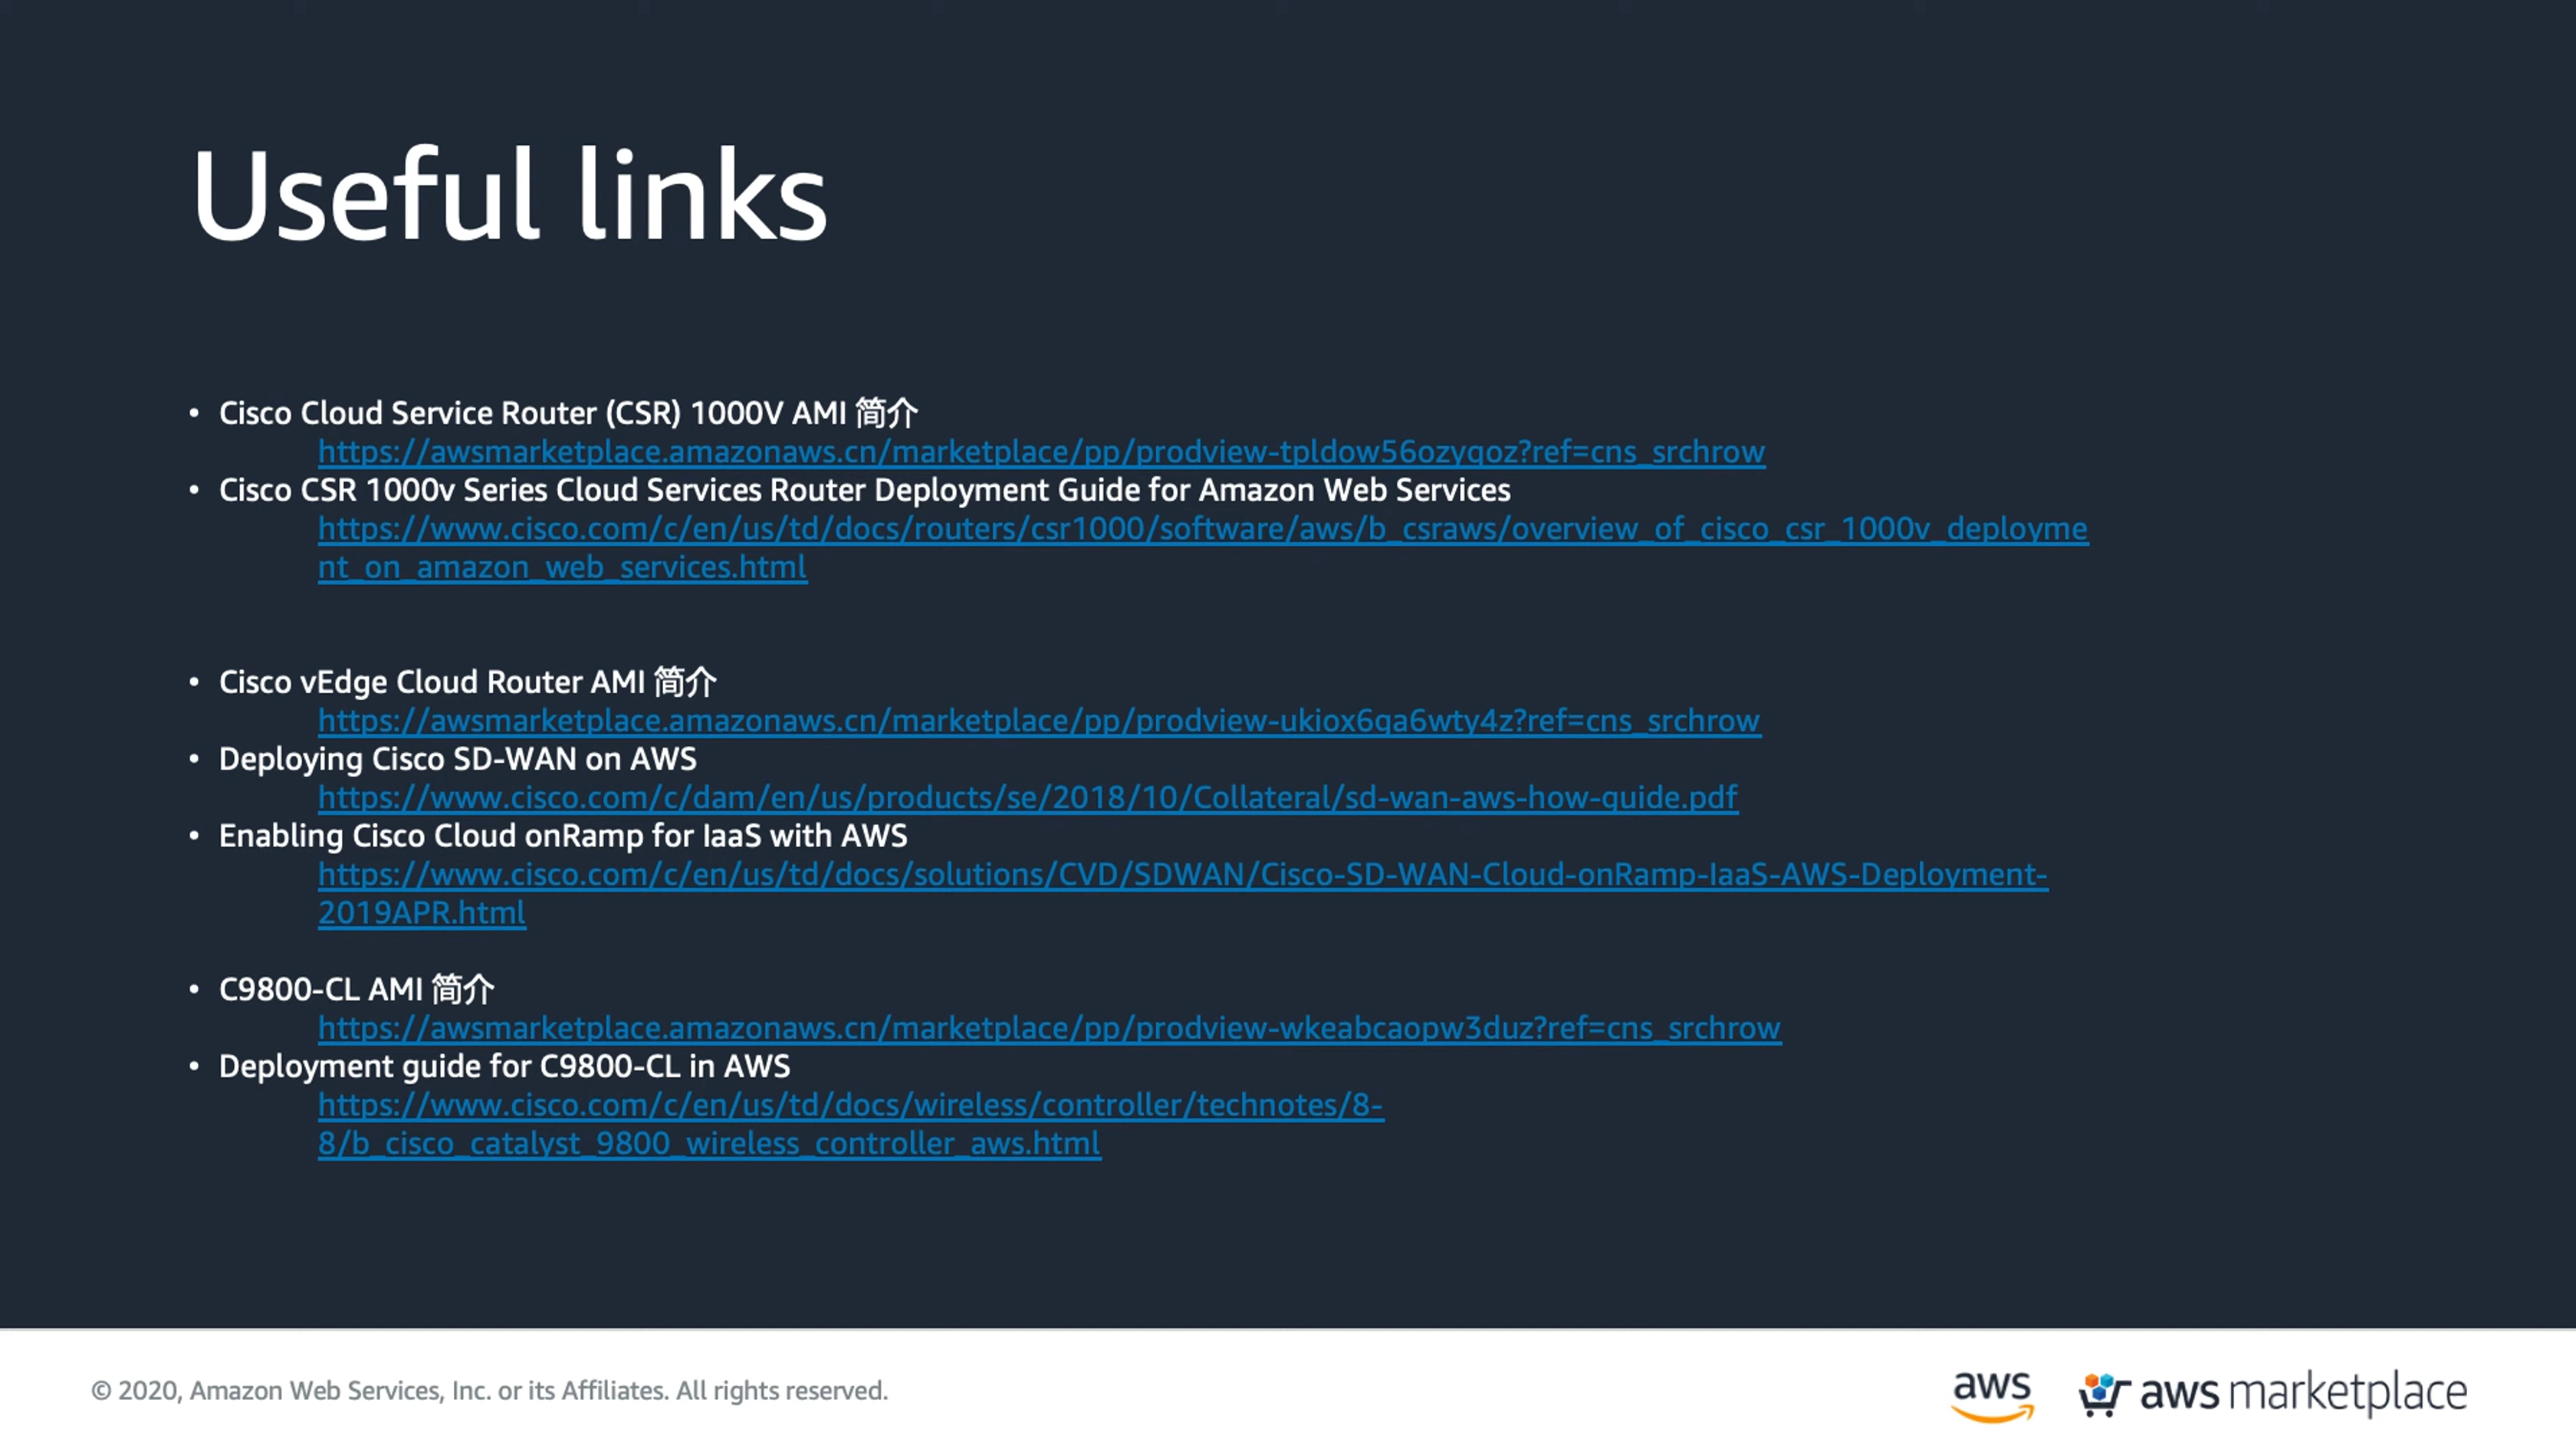 Useful links
• Cisco Cloud Service Router (CSR) 1000V AMI 简介
https://awsmarketplace.amazonaws.cn/marketplace/pp/prodview-tpldow56ozyqoz?ref=cns_srchrow
• Cisco CSR 1000v Series Cloud Services Router Deployment Guide for Amazon Web Services
https://www.cisco.com/c/en/us/td/docs/routers/csr1000/software/aws/b_csraws/overview_of_cisco_csr_1000v_deployme
nt_on_amazon_web_services.html
• Cisco vEdge Cloud Router AMI 简介
https://awsmarketplace.amazonaws.cn/marketplace/pp/prodview-ukiox6qa6wty4z?ref=cns_srchrow
• Deploying Cisco SD-WAN on AWS
https://www.cisco.com/c/dam/en/us/products/se/2018/10/Collateral/sd-wan-aws-how-guide.pdf
• Enabling Cisco Cloud onRamp for IaaS with AWS
https://www.cisco.com/c/en/us/td/docs/solutions/CVD/SDWAN/Cisco-SD-WAN-Cloud-onRamp-IaaS-AWS-Deployment-
2019APR.html
• C9800-CL AMI 简介
https://awsmarketplace.amazonaws.cn/marketplace/pp/prodview-wkeabcaopw3duz?ref=cns_srchrow
• Deployment guide for C9800-CL in AWS
https://www.cisco.com/c/en/us/td/docs/wireless/controller/technotes/8-
8/b_cisco_catalyst_9800_wireless_controller_aws.html
© 2020, Amazon Web Services, Inc. or its Affiliates. All rights reserved.
aws
aws marketplace